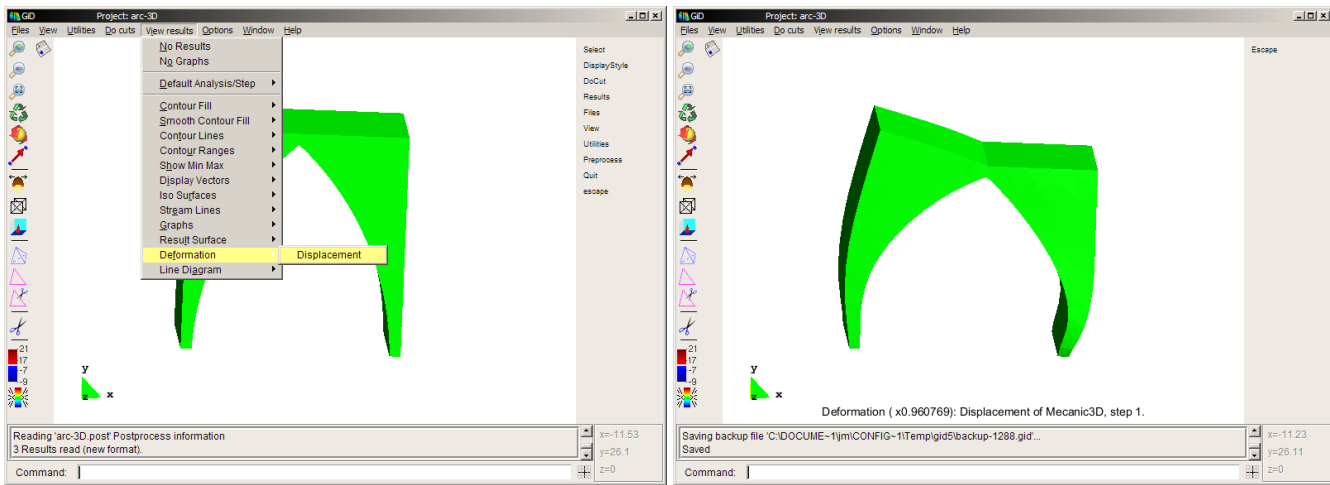 GiD Project: arc-3D
Files View Utilities Do cuts View results Options Window Help
No Results
No Graphs
Default Analysis/Step
Contour Fill
Smooth Contour Fill
Contour Lines
Contour Ranges
Show Min Max
Display Vectors
Iso Surfaces
Stream Lines
Graphs
Result Surface
Deformation
Displacement
Line Diagram
Select
DisplayStyle
DoCut
Results
Files
View
Utilities
Preprocess
Quit
escape
21
17
-7
-9
y
z x
Reading 'arc-3D.post' Postprocess information
3 Results read (new format).
x=-11.53
y=26.1
z=0
Command:
GiD Project: arc-3D
Files View Utilities Do cuts View results Options Window Help
Escape
21
17
-7
-9
y
z x
Deformation ( x0.960769): Displacement of Mecanic3D, step 1.
Saving backup file 'C:\DOCUME~1\jm\CONFIG~1\Temp\gid5\backup-1288.gid'...
Saved
x=-11.23
y=26.11
z=0
Command: